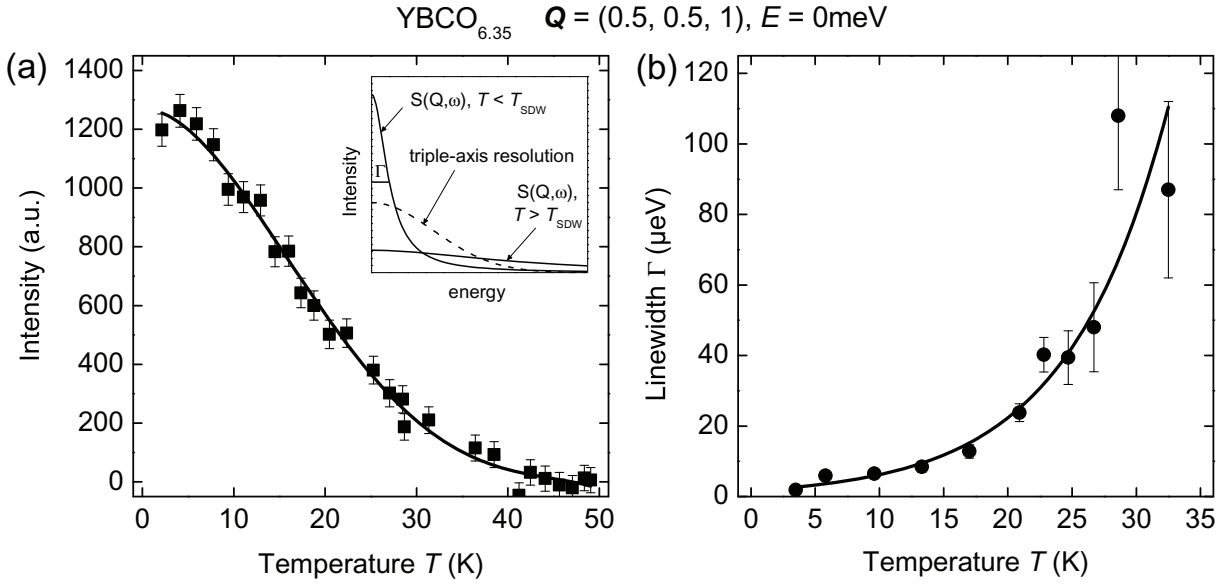 YBCO6.35 Q = (0.5, 0.5, 1), E = 0meV
(a)
1400
1200
1000
800
600
400
200
0
Intensity (a.u.)
0 10 20 30 40 50
Temperature T (K)
S(Q,ω), T < TSDW
Γ
triple-axis resolution
S(Q,ω),
T > TSDW
Intensity
energy
(b)
120
100
80
60
40
20
0
Linewidth Γ (μeV)
0 5 10 15 20 25 30 35
Temperature T (K)